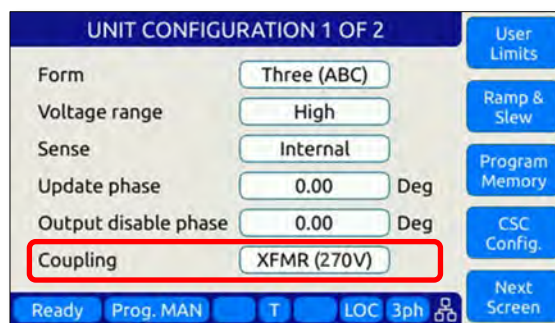 UNIT CONFIGURATION 1 OF 2
Form Three (ABC)
Voltage range High
Sense Internal
Update phase 0.00 Deg
Output disable phase 0.00 Deg
Coupling XFMR (270V)
Ready Prog. MAN T LOC 3ph
User
Limits
Ramp &
Slew
Program
Memory
CSC
Config.
Next
Screen